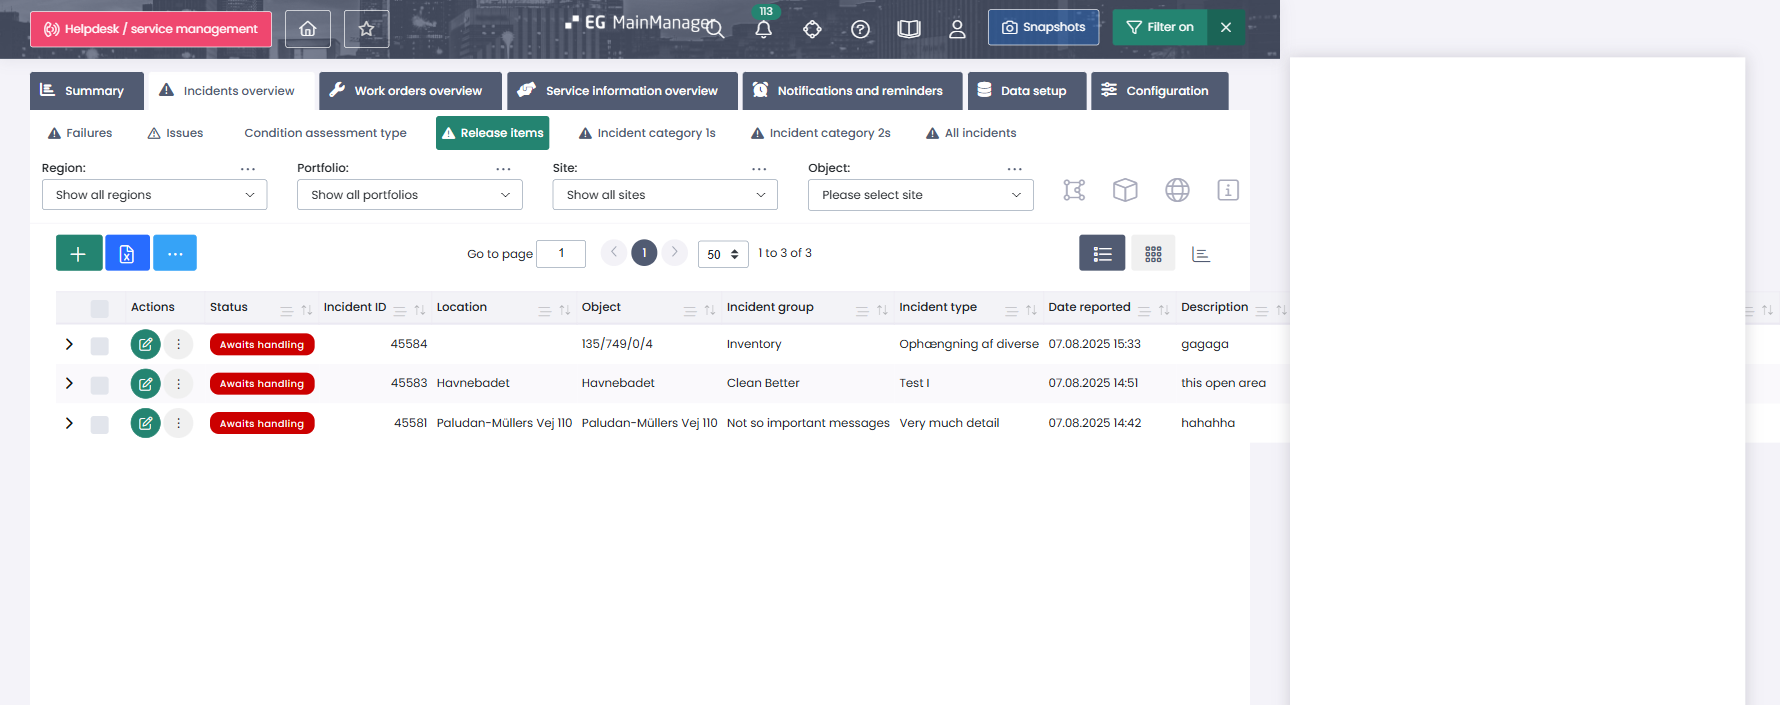 Helpdesk / service management
EG MainManager
113
Snapshots
Filter on
Summary
Incidents overview
Work orders overview
Service information overview
Notifications and reminders
Data setup
Configuration
Failures
Issues
Condition assessment type
Release items
Incident category 1s
Incident category 2s
All incidents
Region:
Portfolio:
Site:
Object:
Show all regions
Show all portfolios
Show all sites
Please select site
Go to page 1
1
50
1 to 3 of 3
Actions Status Incident ID Location Object Incident group Incident type Date reported Description
Awaits handling 45584 135/749/0/4 Inventory Ophængning af diverse 07.08.2025 15:33 gagaga
Awaits handling 45583 Havnebadet Havnebadet Clean Better Test I 07.08.2025 14:51 this open area
Awaits handling 45581 Paludan-Müllers Vej 110 Paludan-Müllers Vej 110 Not so important messages Very much detail 07.08.2025 14:42 hahahha